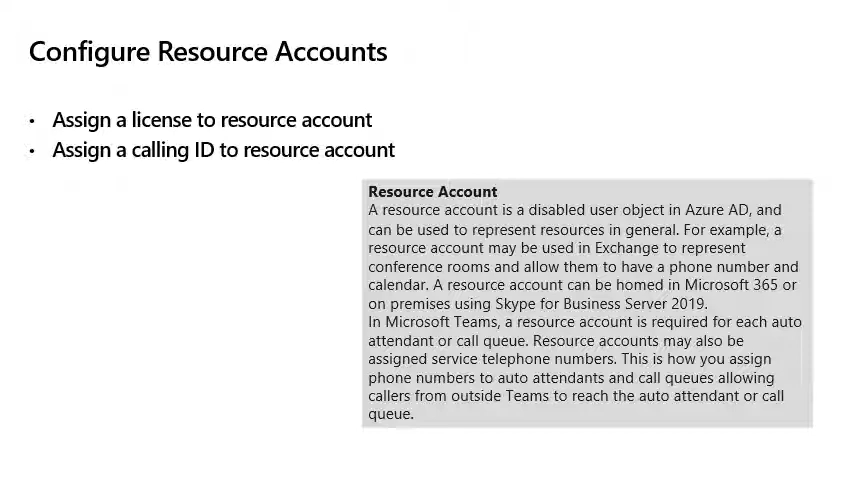 Configure Resource Accounts
• Assign a license to resource account
• Assign a calling ID to resource account
Resource Account
A resource account is a disabled user object in Azure AD, and
can be used to represent resources in general. For example, a
resource account may be used in Exchange to represent
conference rooms and allow them to have a phone number and
calendar. A resource account can be homed in Microsoft 365 or
on premises using Skype for Business Server 2019.
In Microsoft Teams, a resource account is required for each auto
attendant or call queue. Resource accounts may also be
assigned service telephone numbers. This is how you assign
phone numbers to auto attendants and call queues allowing
callers from outside Teams to reach the auto attendant or call
queue.